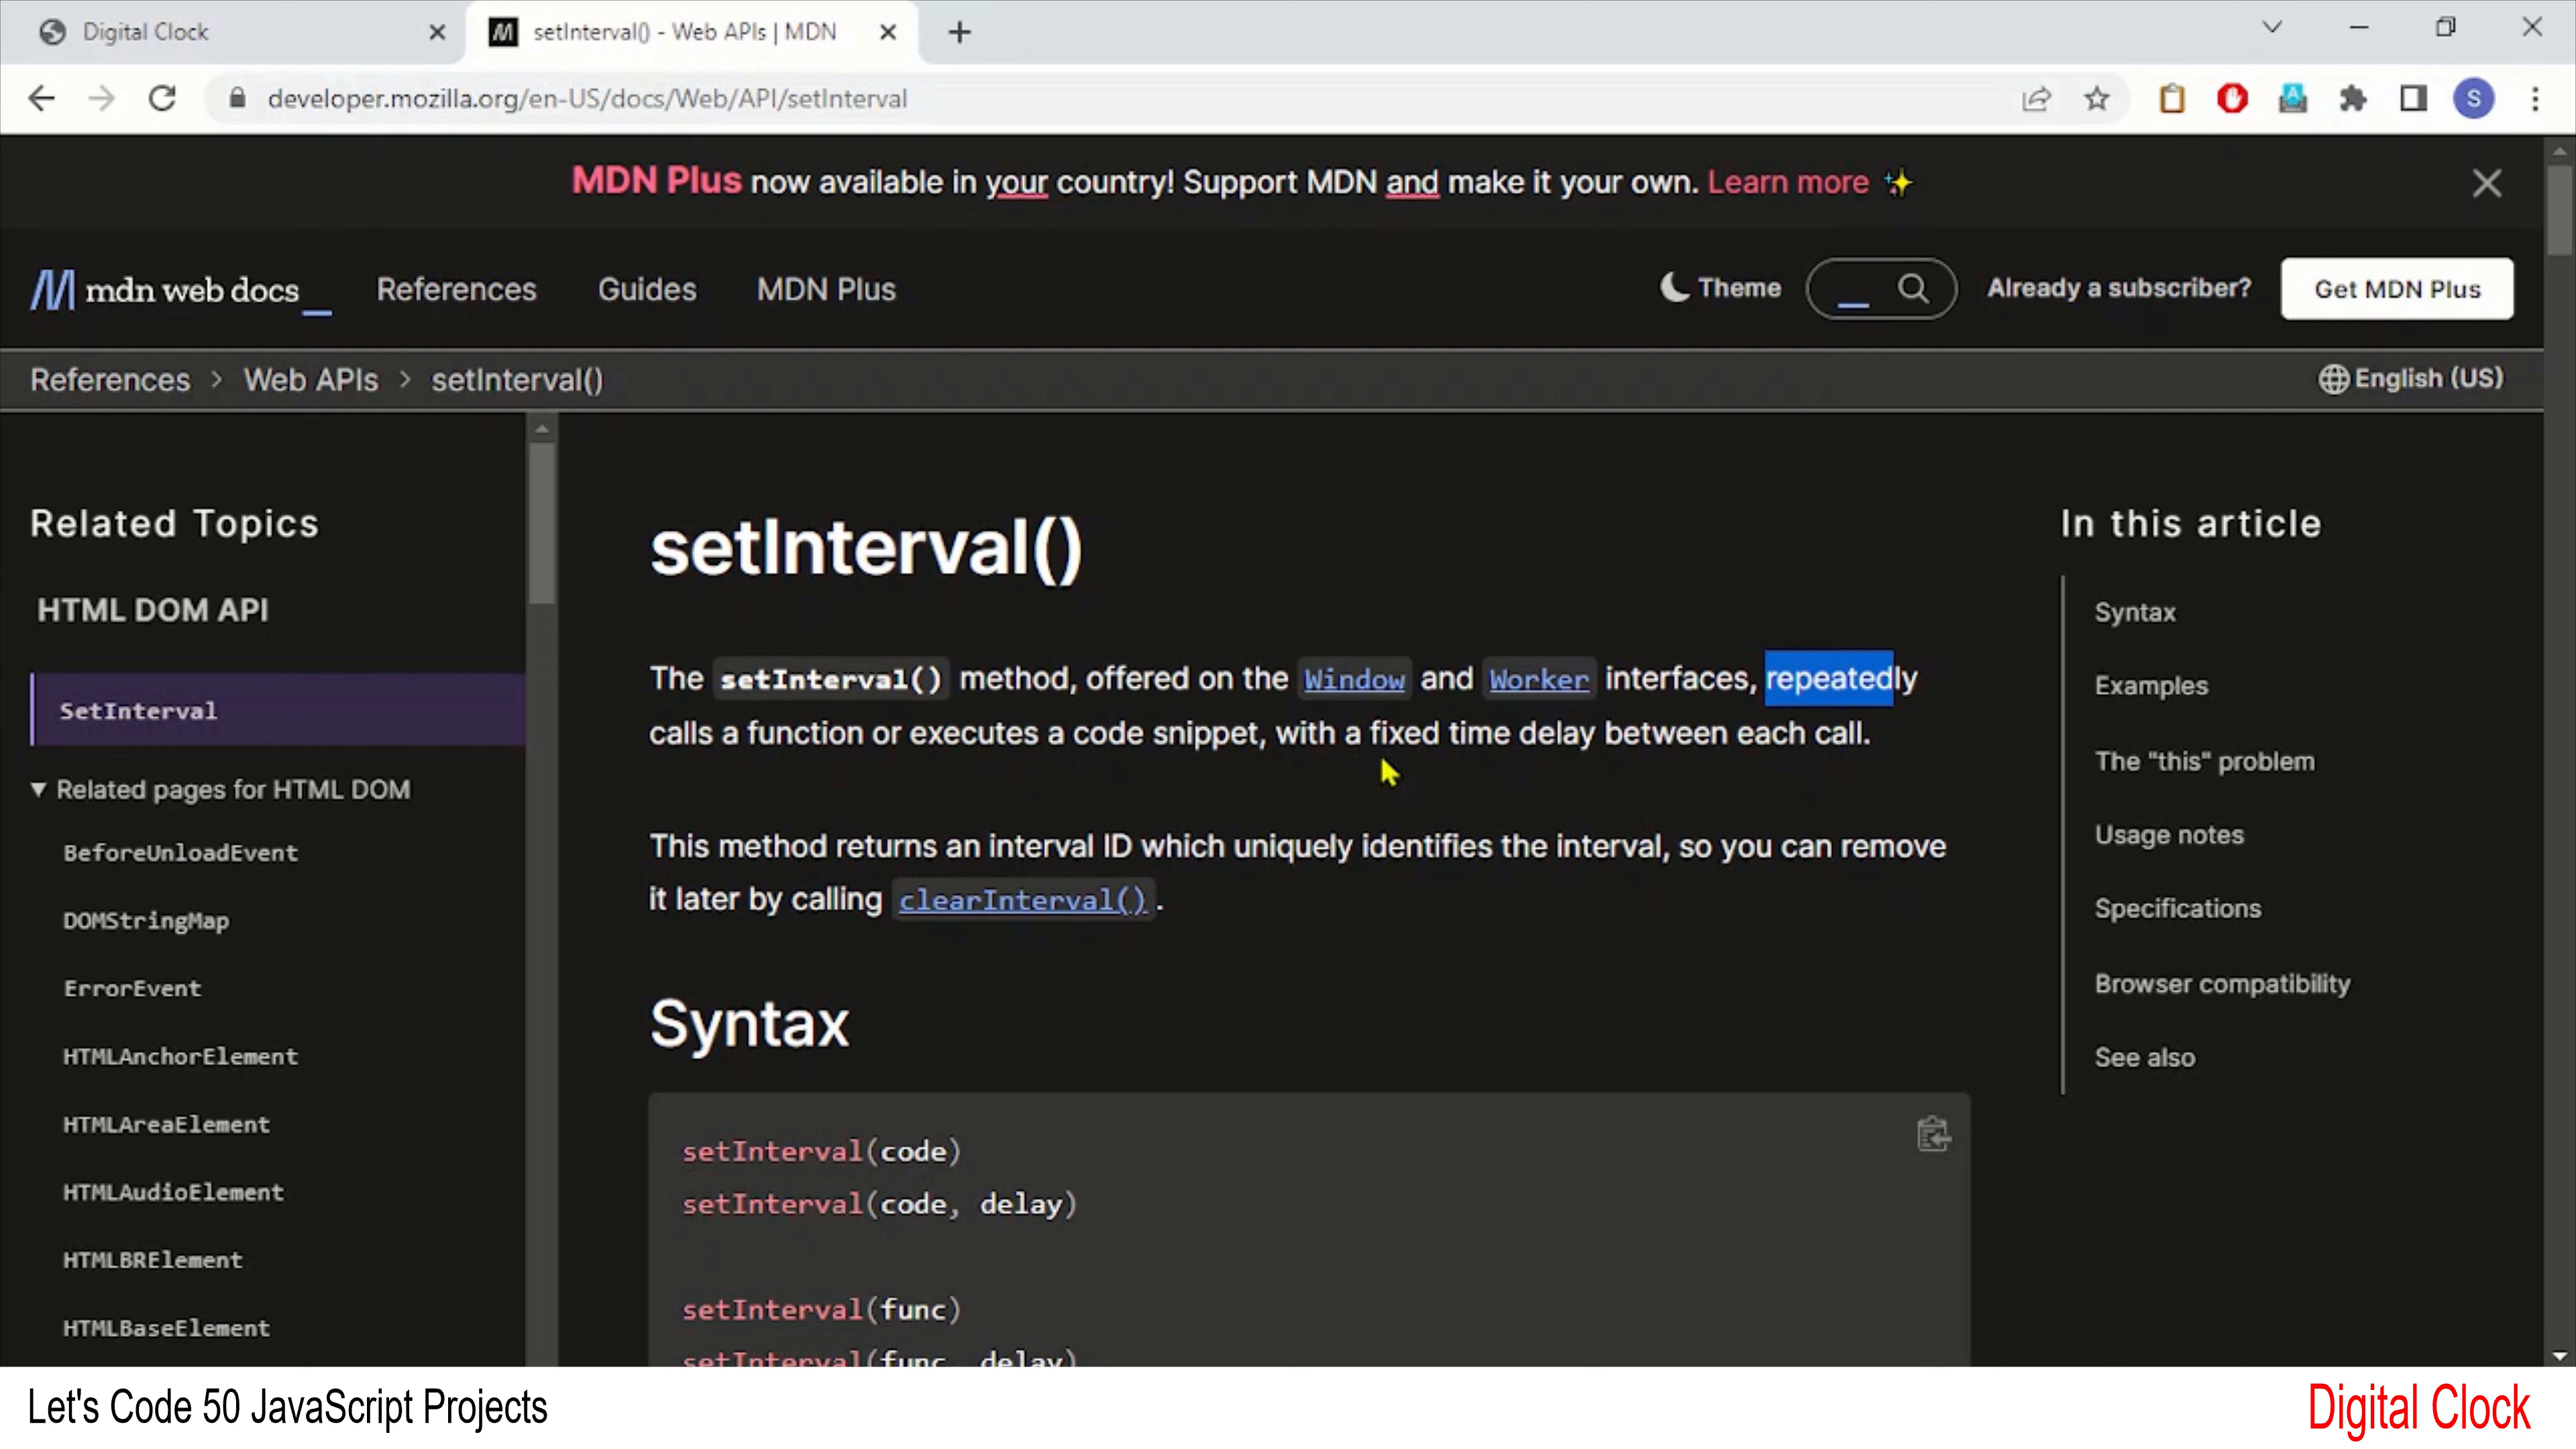 Digital Clock
setInterval() - Web APIs | MDN
developer.mozilla.org/en-US/docs/Web/API/setInterval
S
MDN Plus now available in your country! Support MDN and make it your own. Learn more
mdn web docs_
References
Guides
MDN Plus
Theme
Already a subscriber?
Get MDN Plus
References > Web APIs > setInterval()
English (US)
Related Topics
HTML DOM API
SetInterval
Related pages for HTML DOM
BeforeUnloadEvent
DOMStringMap
ErrorEvent
HTMLAnchorElement
HTMLAreaElement
HTMLAudioElement
HTMLBRElement
HTMLBaseElement
setInterval()
The setInterval() method, offered on the Window and Worker interfaces, repeatedly
calls a function or executes a code snippet, with a fixed time delay between each call.
This method returns an interval ID which uniquely identifies the interval, so you can remove
it later by calling clearInterval().
Syntax
setInterval(code)
setInterval(code, delay)
setInterval(func)
setInterval(func, delay)
In this article
Syntax
Examples
The "this" problem
Usage notes
Specifications
Browser compatibility
See also
Let's Code 50 JavaScript Projects
Digital Clock